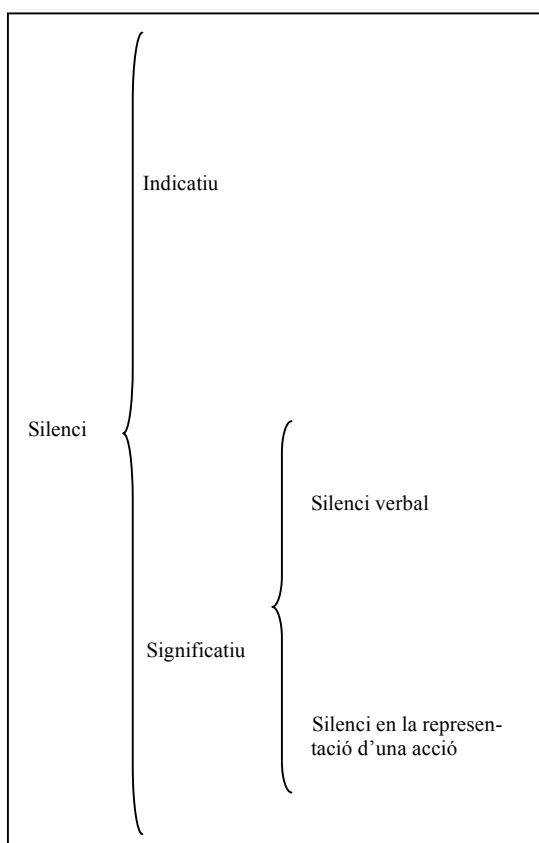 Indicatiu
Silenci
Silenci verbal
Significatiu
Silenci en la represen-
tació d’una acció